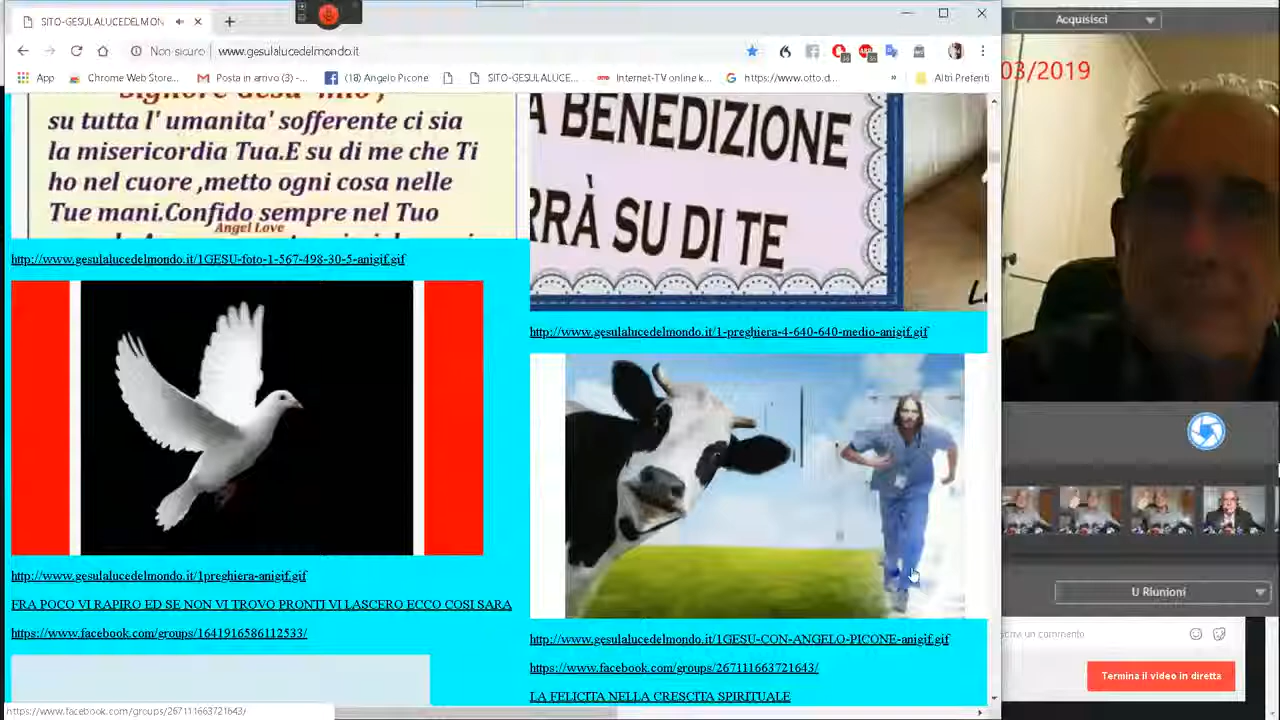 SITO-GESULALUCEDELMON
Non sicuro
www.gesulalucedelmondo.it
App
Chrome Web Store...
Posta in arrivo (3) -...
(18) Angelo Picone
SITO-GESULALUCE...
Internet-TV online k...
https://www.otto.d...
»
Altri Preferiti
Acquisisci
03/2019
Signore Gesu' mio ,
su tutta l' umanita' sofferente ci sia
la misericordia Tua.E su di me che Ti
ho nel cuore ,metto ogni cosa nelle
Tue mani.Confido sempre nel Tuo
Angel Love
A BENEDIZIONE
RRÀ SU DI TE
http://www.gesulalucedelmondo.it/1GESU-foto-1-567-498-30-5-anigif.gif
http://www.gesulalucedelmondo.it/1-preghiera-4-640-640-medio-anigif.gif
http://www.gesulalucedelmondo.it/1preghiera-anigif.gif
FRA POCO VI RAPIRO ED SE NON VI TROVO PRONTI VI LASCERO ECCO COSI SARA
https://www.facebook.com/groups/1641916586112533/
http://www.gesulalucedelmondo.it/1GESU-CON-ANGELO-PICONE-anigif.gif
https://www.facebook.com/groups/267111663721643/
LA FELICITA NELLA CRESCITA SPIRITUALE
U Riunioni
un commento
Termina il video in diretta
https://www.facebook.com/groups/267111663721643/